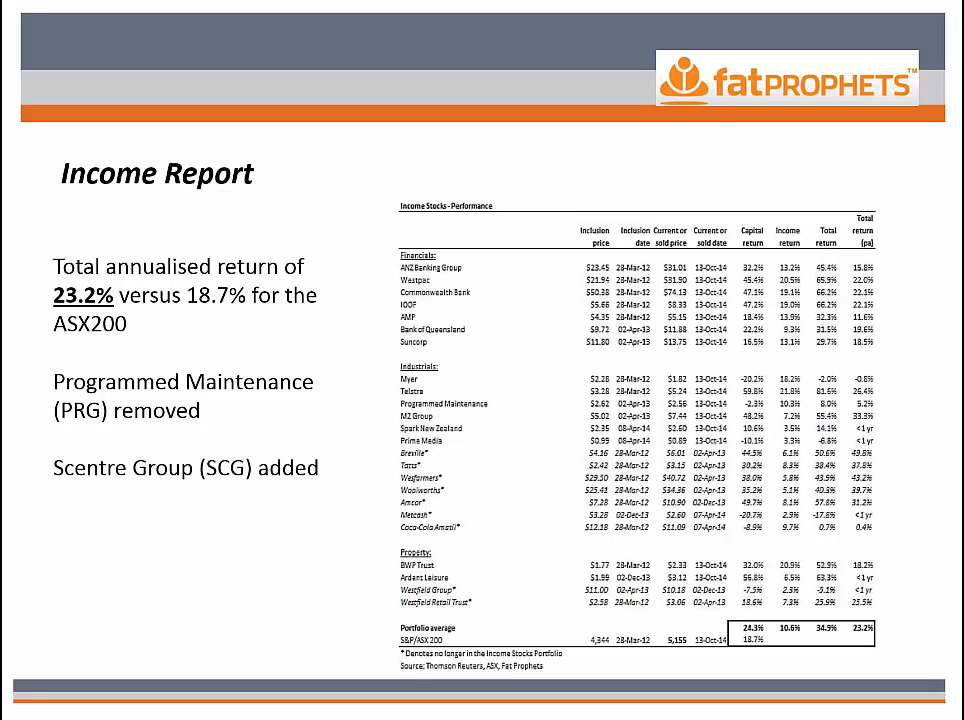 fatPROPHETS™
Income Report
Total annualised return of
23.2% versus 18.7% for the
ASX200
Programmed Maintenance
(PRG) removed
Scentre Group (SCG) added
Income Stocks - Performance
Total
Inclusion Inclusion Current or Current or Capital Income Total return
price date sold price sold date return return return (pa)
Financials:
ANZ Banking Group $23.45 28-Mar-12 $31.01 13-Oct-14 32.2% 13.2% 45.4% 15.8%
Westpac $21.94 28-Mar-12 $31.90 13-Oct-14 45.4% 20.5% 65.9% 22.0%
Commonwealth Bank $50.38 28-Mar-12 $74.13 13-Oct-14 47.1% 19.1% 66.2% 22.1%
IOOF $5.66 28-Mar-12 $8.33 13-Oct-14 47.2% 19.0% 66.2% 22.1%
AMP $4.35 28-Mar-12 $5.15 13-Oct-14 18.4% 13.9% 32.3% 11.6%
Bank of Queensland $9.72 02-Apr-13 $11.88 13-Oct-14 22.2% 9.3% 31.5% 19.6%
Suncorp $11.80 02-Apr-13 $13.75 13-Oct-14 16.5% 13.1% 29.7% 18.5%
Industrials:
Myer $2.28 28-Mar-12 $1.82 13-Oct-14 -20.2% 18.2% -2.0% -0.8%
Telstra $3.28 28-Mar-12 $5.24 13-Oct-14 59.8% 21.8% 81.6% 26.4%
Programmed Maintenance $2.62 02-Apr-13 $2.56 13-Oct-14 -2.3% 10.3% 8.0% 5.2%
M2 Group $5.02 02-Apr-13 $7.44 13-Oct-14 48.2% 7.2% 55.4% 33.3%
Spark New Zealand $2.35 08-Apr-14 $2.60 13-Oct-14 10.6% 3.5% 14.1% <1 yr
Prime Media $0.99 08-Apr-14 $0.89 13-Oct-14 -10.1% 3.3% -6.8% <1 yr
Breville* $4.16 28-Mar-12 $6.01 02-Apr-13 44.5% 6.1% 50.6% 49.8%
Tatts* $2.42 28-Mar-12 $3.15 02-Apr-13 30.2% 8.3% 38.4% 37.8%
Wesfarmers* $29.50 28-Mar-12 $40.72 02-Apr-13 38.0% 5.8% 43.9% 43.2%
Woolworths* $25.41 28-Mar-12 $34.36 02-Apr-13 35.2% 5.1% 40.3% 39.7%
Amcor* $7.28 28-Mar-12 $10.90 02-Dec-13 49.7% 8.1% 57.8% 31.2%
Metcash* $3.28 02-Dec-13 $2.60 07-Apr-14 -20.7% 2.9% -17.8% <1 yr
Coca-Cola Amatil* $12.18 28-Mar-12 $11.09 07-Apr-14 -8.9% 9.7% 0.7% 0.4%
Property:
BWP Trust $1.77 28-Mar-12 $2.33 13-Oct-14 32.0% 20.9% 52.9% 18.2%
Ardent Leisure $1.99 02-Dec-13 $3.12 13-Oct-14 56.8% 6.5% 63.3% <1 yr
Westfield Group* $11.00 02-Apr-13 $10.18 02-Dec-13 -7.5% 2.3% -5.1% <1 yr
Westfield Retail Trust* $2.58 28-Mar-12 $3.06 02-Apr-13 18.6% 7.3% 25.9% 25.5%
Portfolio average 24.3% 10.6% 34.9% 23.2%
S&P/ASX 200 4,344 28-Mar-12 5,155 13-Oct-14 18.7%
* Denotes no longer in the Income Stocks Portfolio
Source; Thomson Reuters, ASX, Fat Prophets